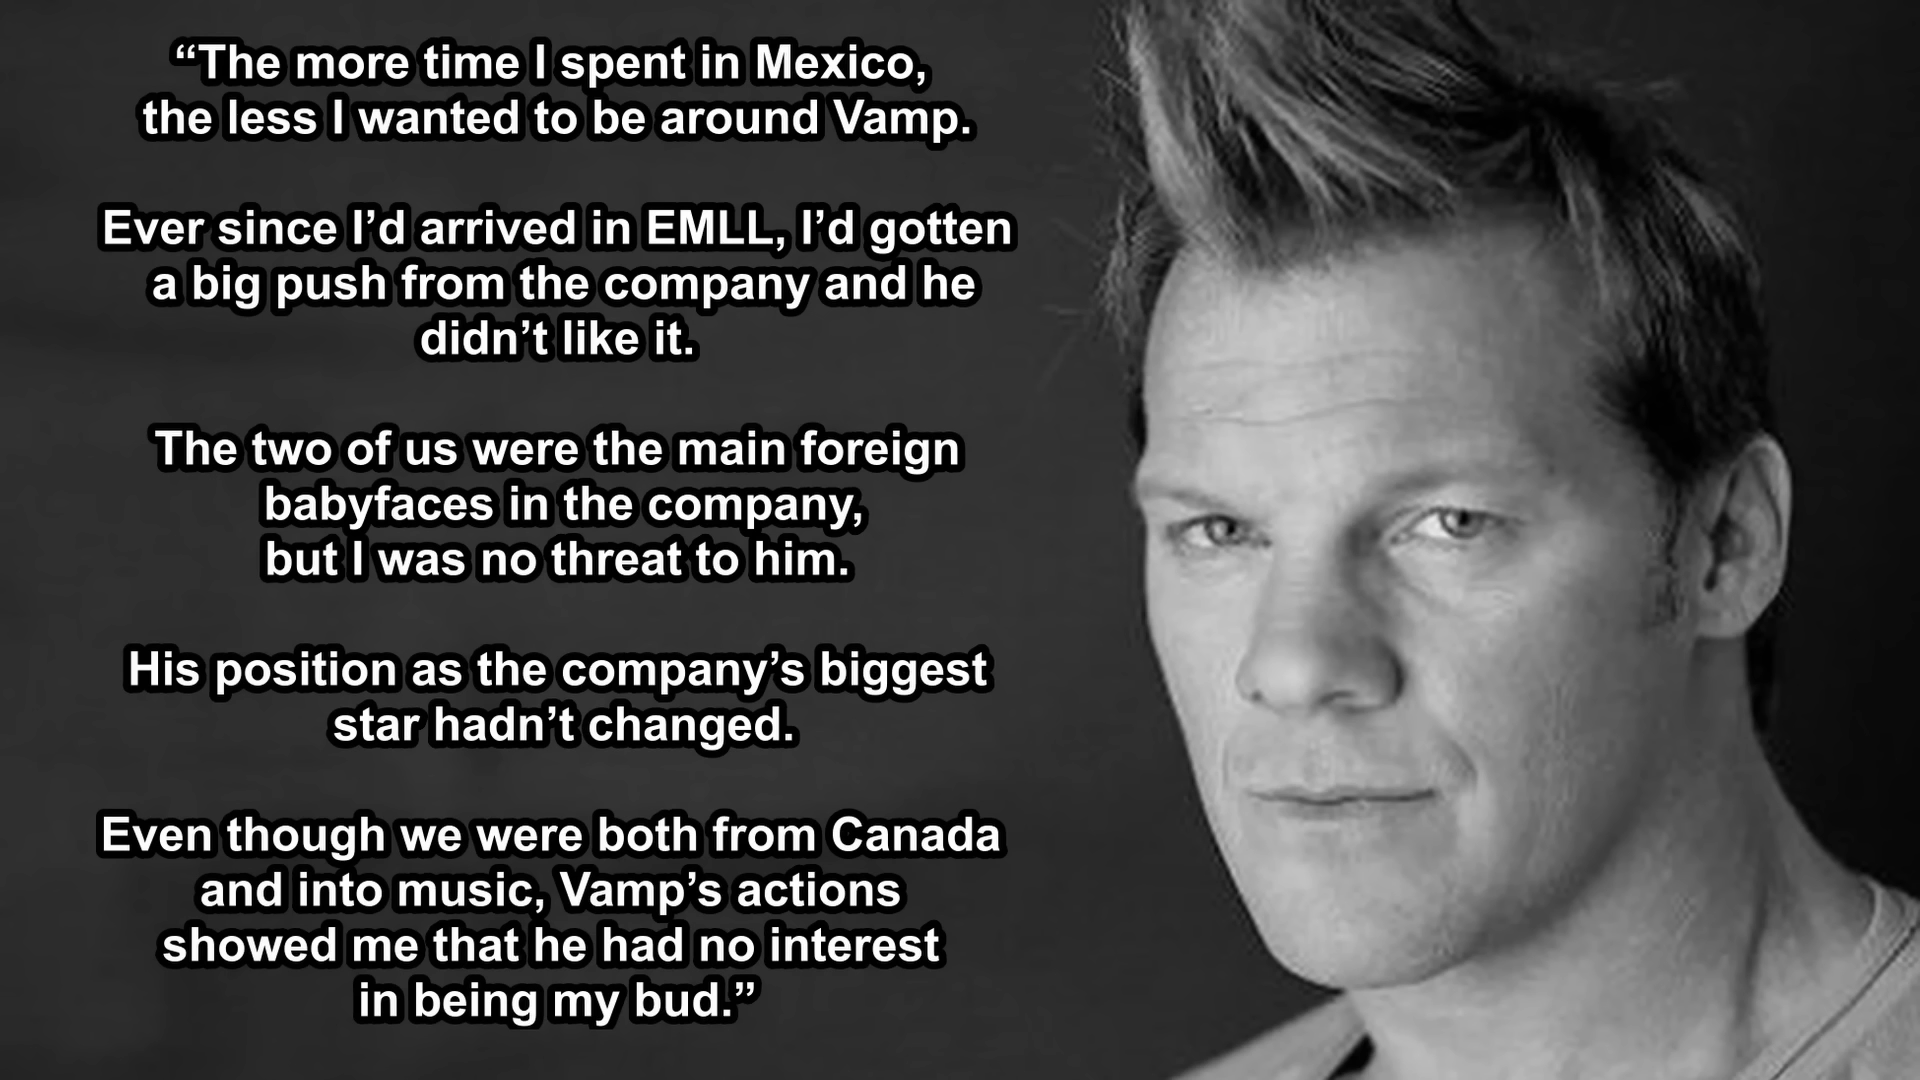 “The more time I spent in Mexico,
the less I wanted to be around Vamp.
Ever since I’d arrived in EMLL, I’d gotten
a big push from the company and he
didn’t like it.
The two of us were the main foreign
babyfaces in the company,
but I was no threat to him.
His position as the company’s biggest
star hadn’t changed.
Even though we were both from Canada
and into music, Vamp’s actions
showed me that he had no interest
in being my bud.”